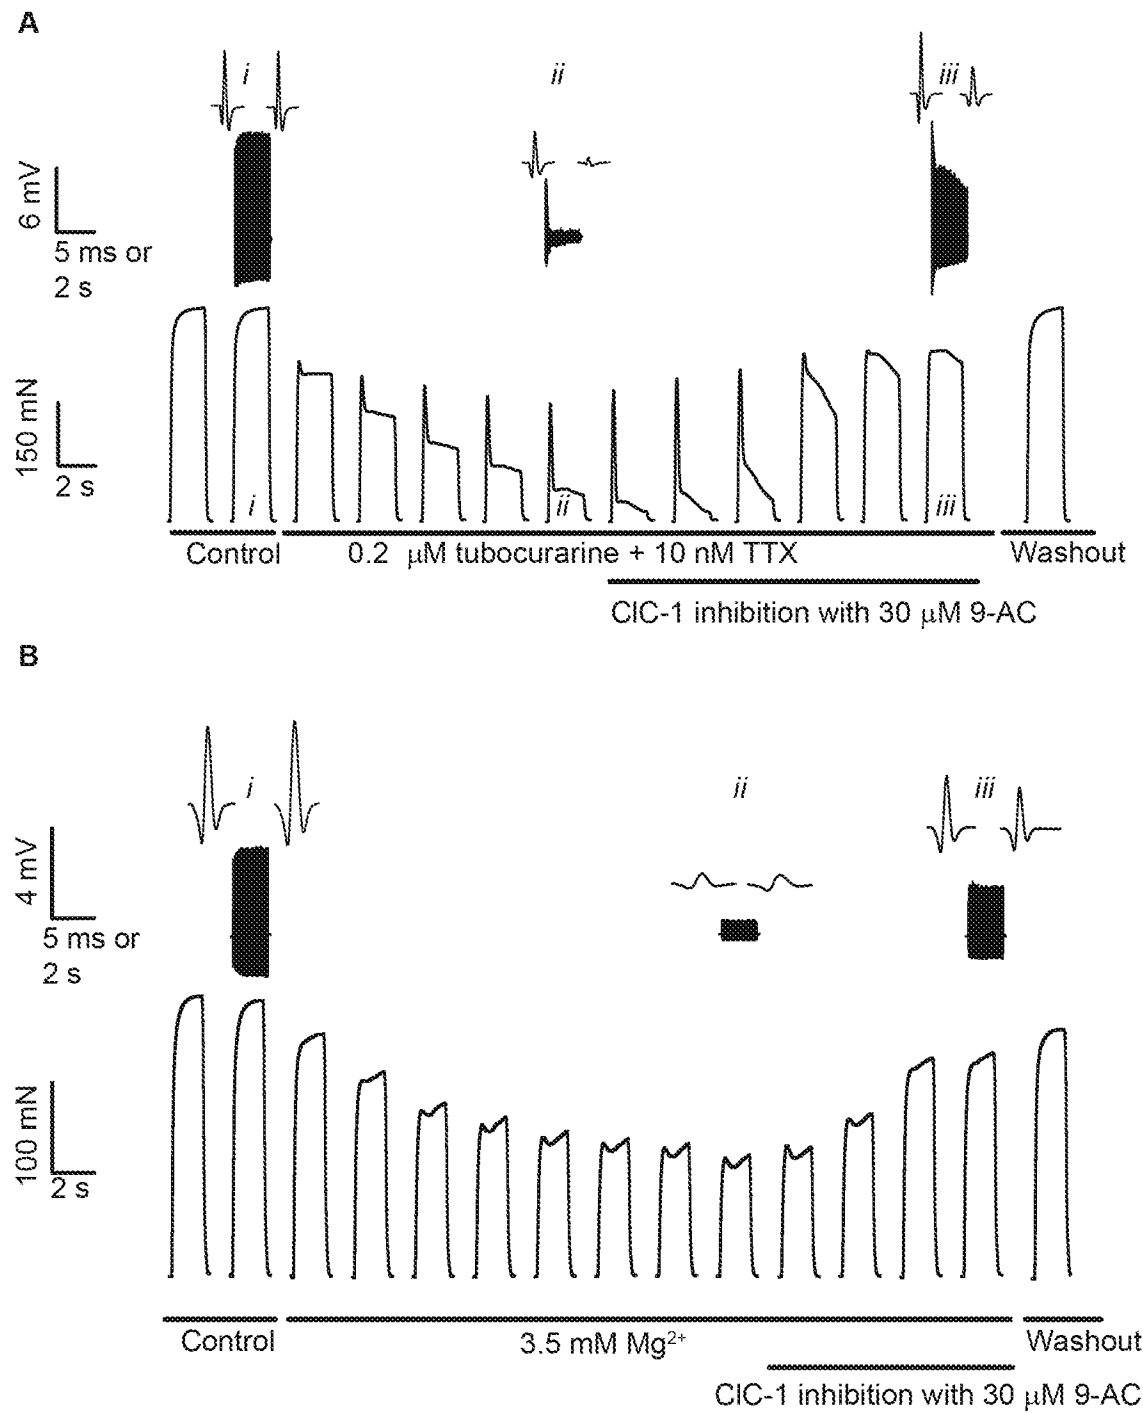 A
i
ii
iii
6 mV
5 ms or
2 s
150 mN
2 s
i
ii
iii
Control
0.2 μM tubocurarine + 10 nM TTX
Washout
ClC-1 inhibition with 30 μM 9-AC
B
i
ii
iii
4 mV
5 ms or
2 s
100 mN
2 s
Control
3.5 mM Mg²⁺
Washout
ClC-1 inhibition with 30 μM 9-AC